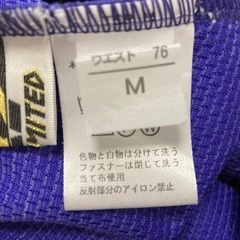 ウエスト 76
M
色物と白物は分けて洗う
ファスナーは閉じて洗う
当て布使用
反射部分のアイロン禁止
MITED